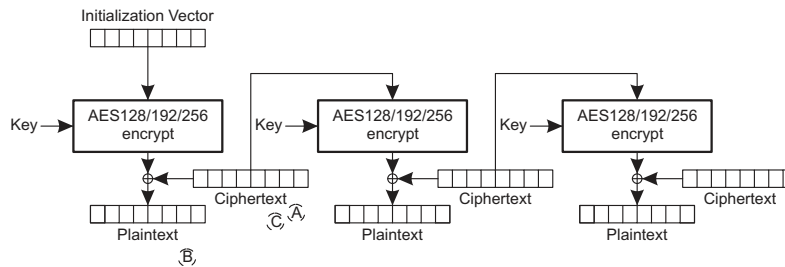 Initialization Vector
Key
AES128/192/256
encrypt
Key
AES128/192/256
encrypt
Key
AES128/192/256
encrypt
Ciphertext
Ciphertext
Ciphertext
C
A
Plaintext
Plaintext
Plaintext
B